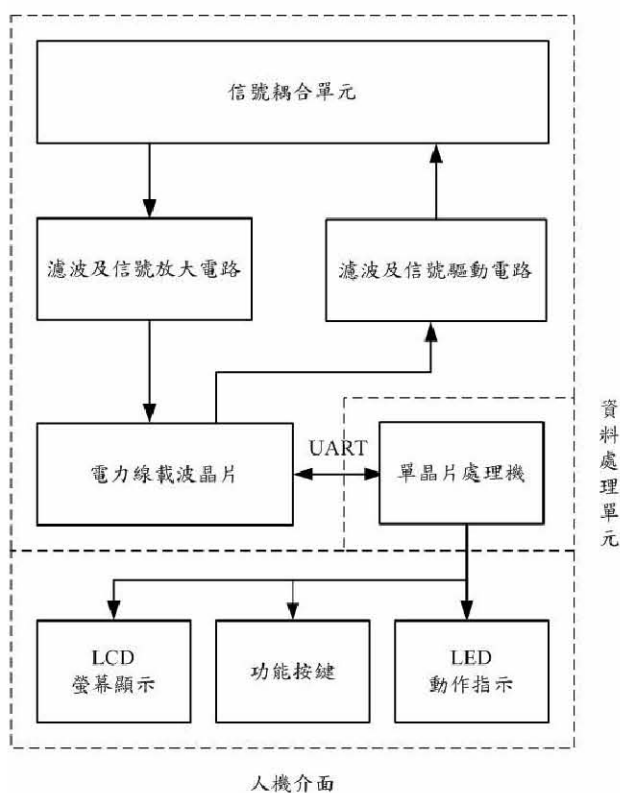 信號耦合單元
濾波及信號放大電路
濾波及信號驅動電路
電力線載波晶片
UART
單晶片處理機
資料處理單元
LCD
螢幕顯示
功能按鍵
LED
動作指示
人機介面